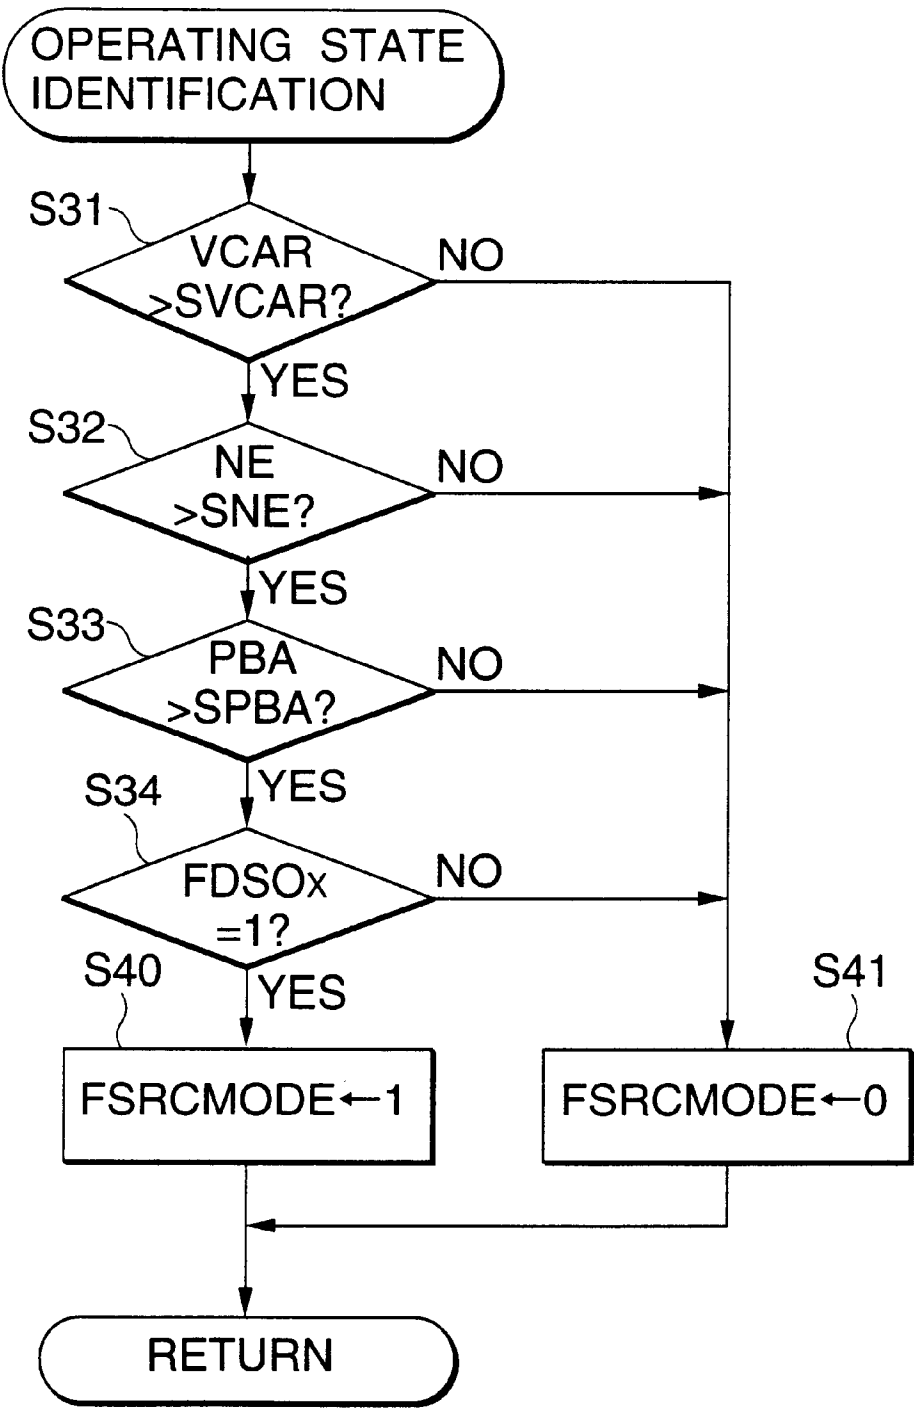 OPERATING STATE
IDENTIFICATION
S31
VCAR
>SVCAR?
NO
YES
S32
NE
>SNE?
NO
YES
S33
PBA
>SPBA?
NO
YES
S34
FDSOx
=1?
NO
YES
S40
FSRCMODE←1
S41
FSRCMODE←0
RETURN